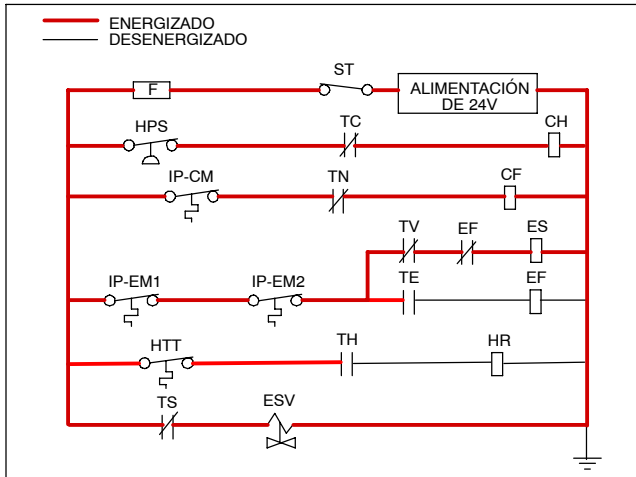 ENERGIZADO
DESENERGIZADO
F
ST
ALIMENTACIÓN
DE 24V
HPS
TC
CH
IP-CM
TN
CF
TV
EF
ES
IP-EM1
IP-EM2
TE
EF
HTT
TH
HR
TS
ESV